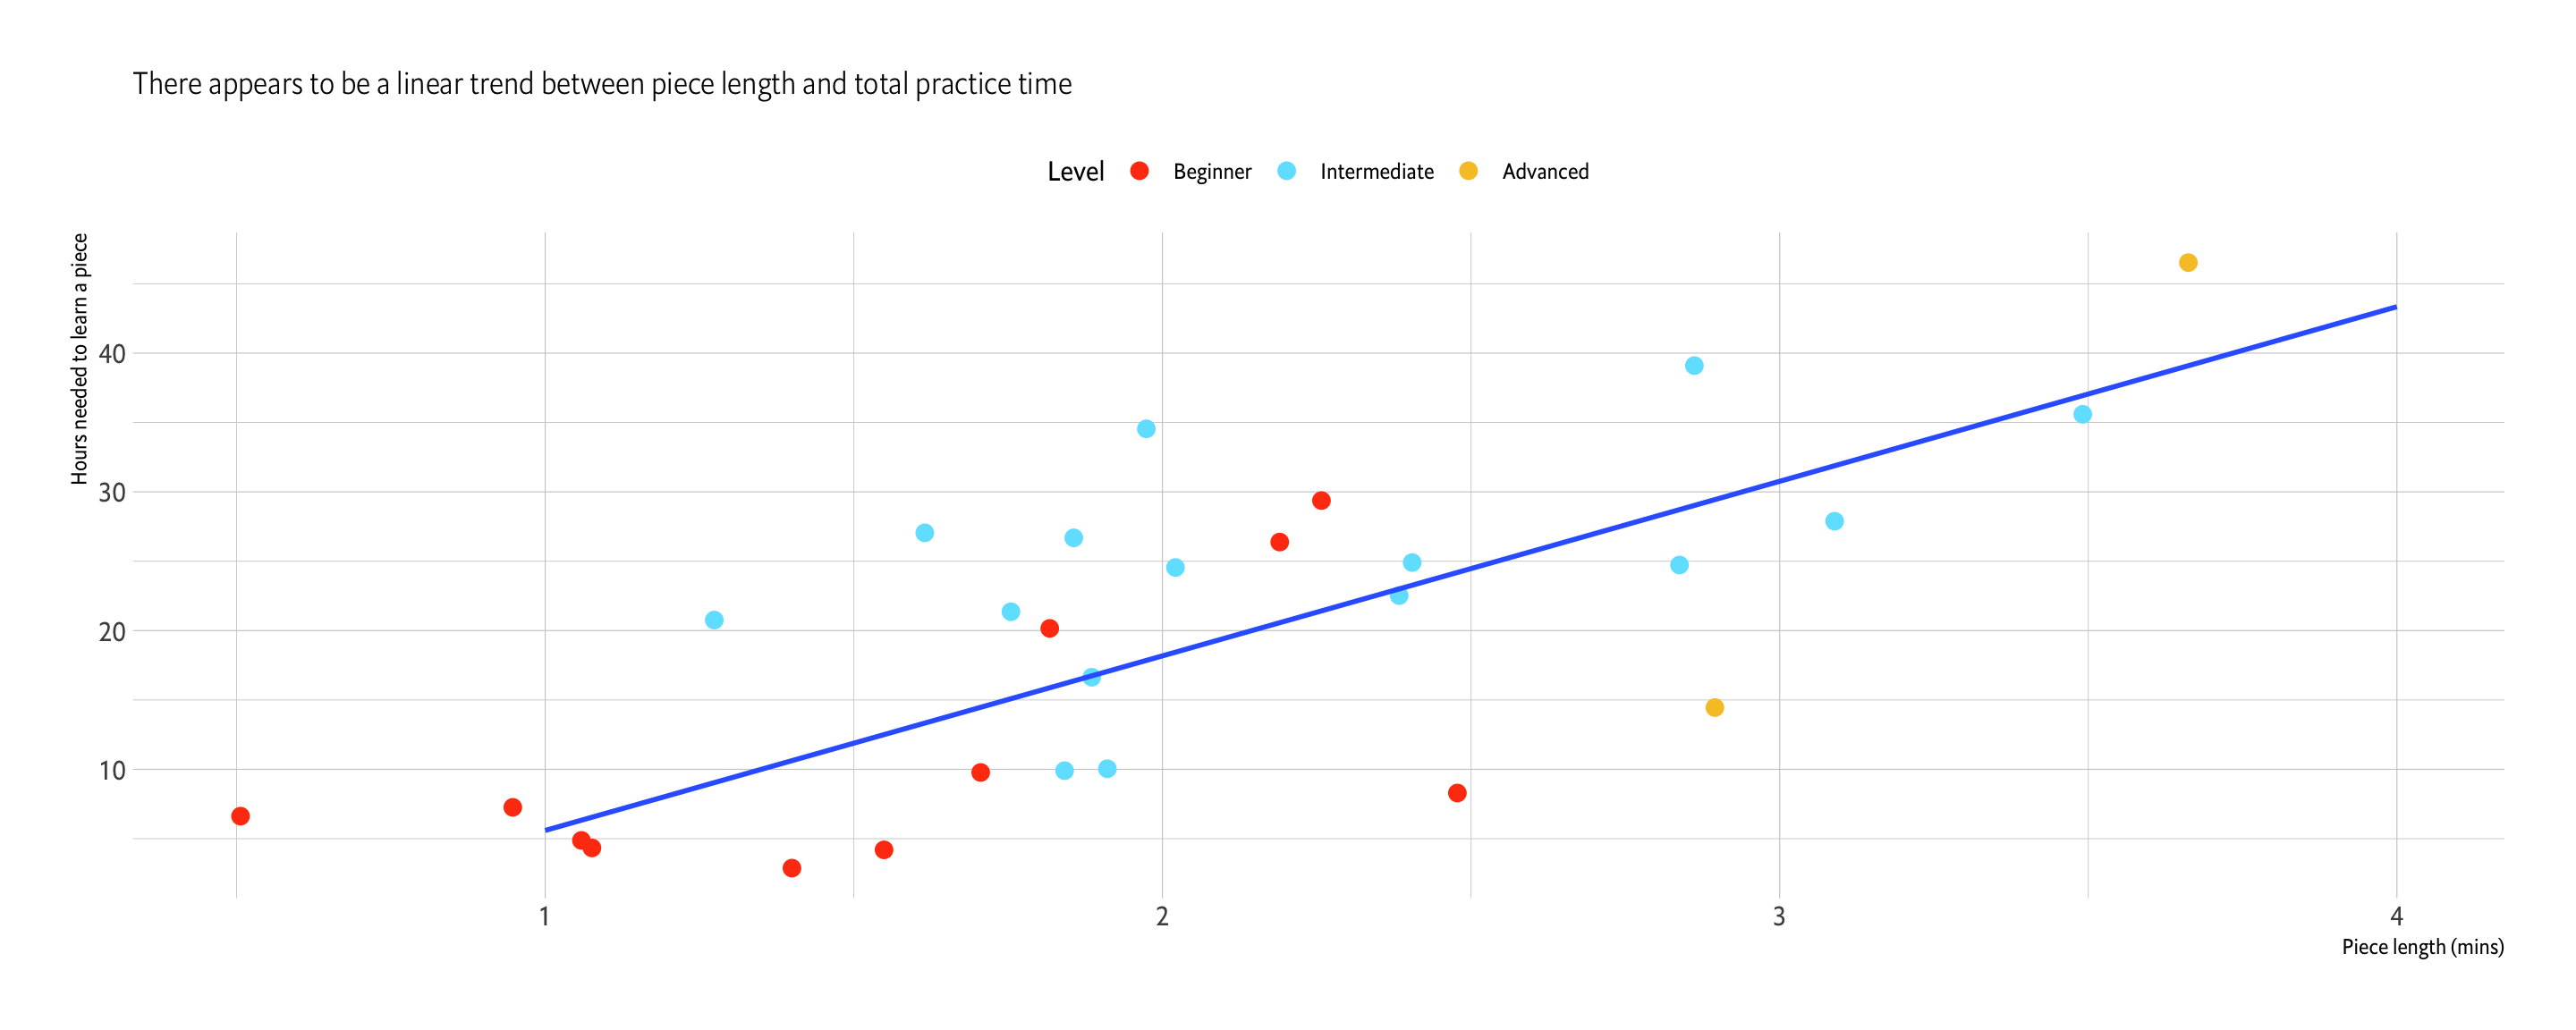 There appears to be a linear trend between piece length and total practice time
Level Beginner Intermediate Advanced
Hours needed to learn a piece
40
30
20
10
1 2 3 4
Piece length (mins)